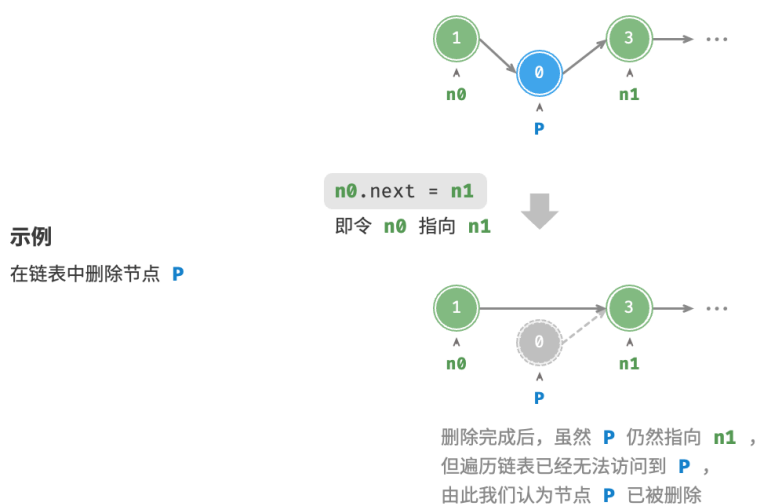 1
3
...
0
n0
n1
P
n0.next = n1
即令 n0 指向 n1
示例
在链表中删除节点 P
1
3
...
0
n0
n1
P
删除完成后，虽然 P 仍然指向 n1 ，
但遍历链表已经无法访问到 P ，
由此我们认为节点 P 已被删除